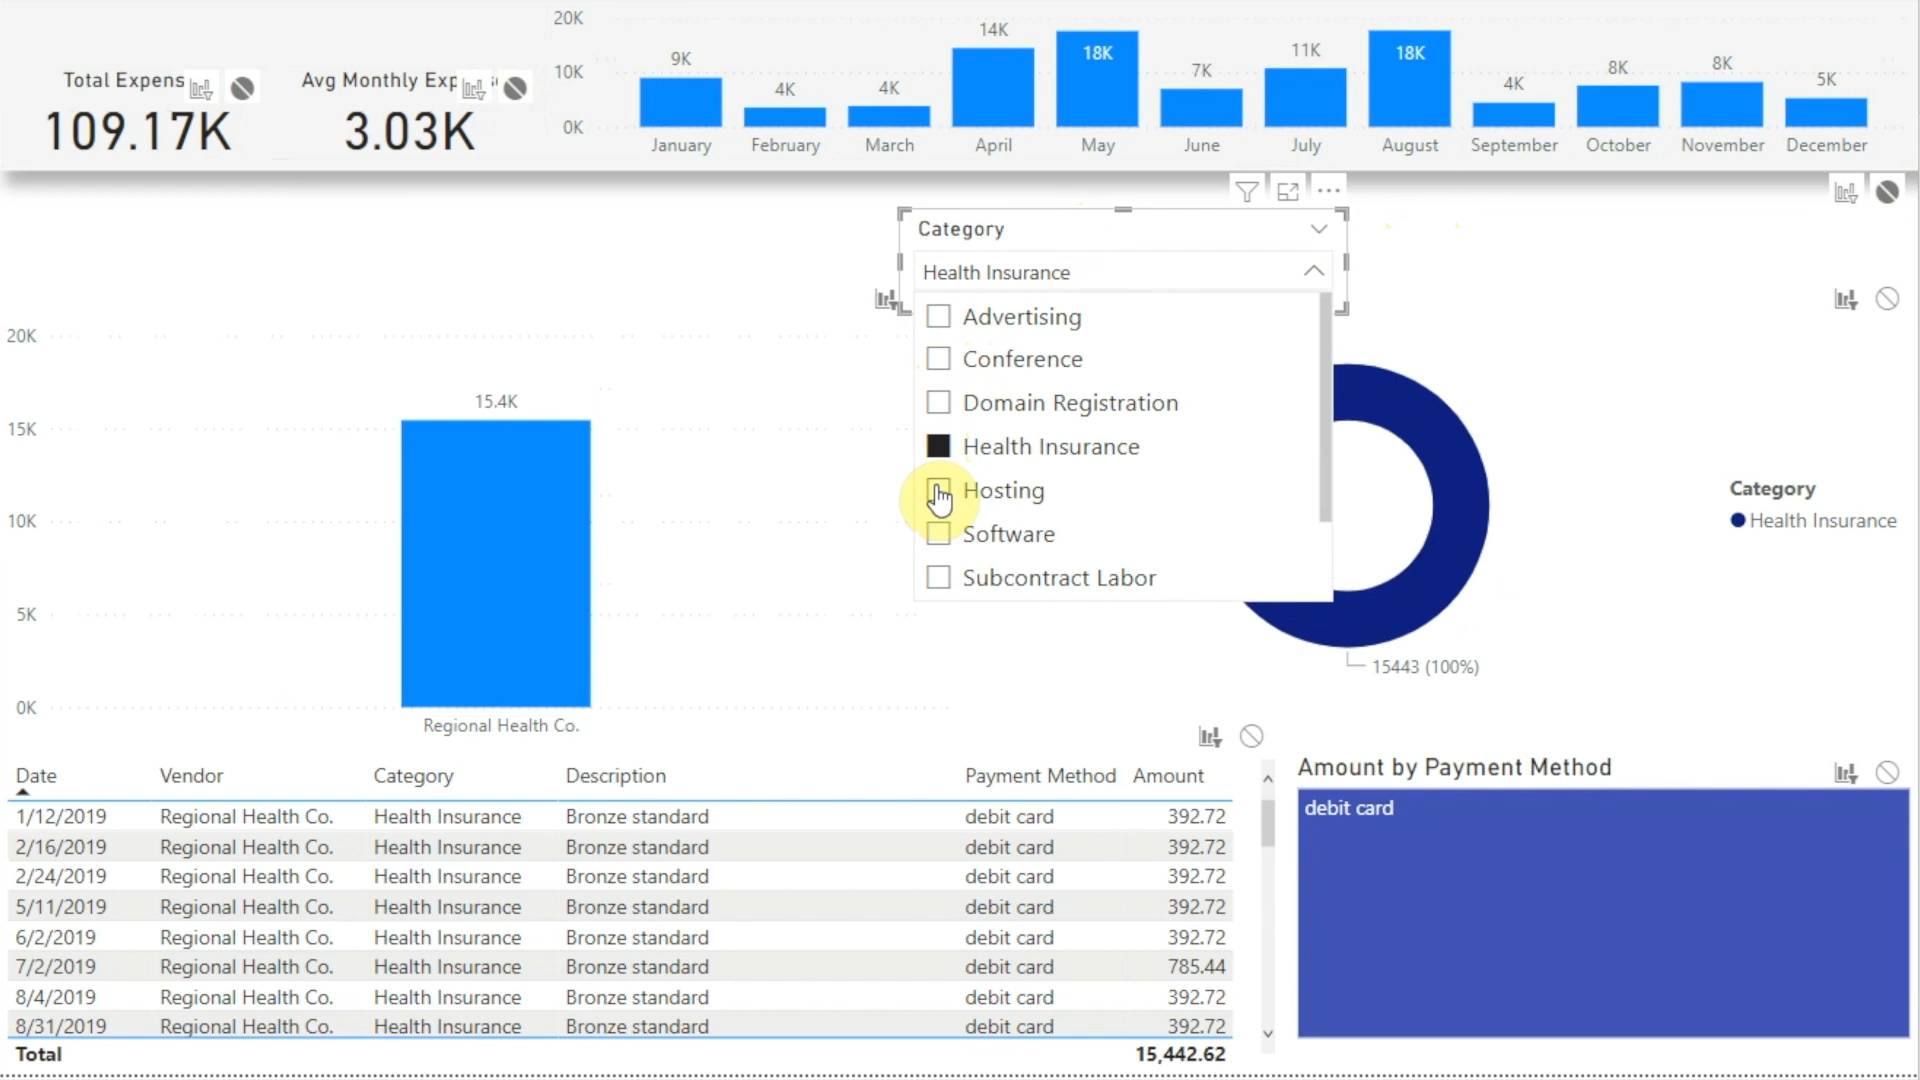 Total Expens
109.17K
Avg Monthly Exp
3.03K
20K
10K
0K
9K
4K
4K
14K
18K
7K
11K
18K
4K
8K
8K
5K
January February March April May June July August September October November December
Category
Health Insurance
Advertising
Conference
Domain Registration
Health Insurance
Hosting
Software
Subcontract Labor
20K
15K
10K
5K
0K
15.4K
Regional Health Co.
15443 (100%)
Category
Health Insurance
Date Vendor Category Description Payment Method Amount
1/12/2019 Regional Health Co. Health Insurance Bronze standard debit card 392.72
2/16/2019 Regional Health Co. Health Insurance Bronze standard debit card 392.72
2/24/2019 Regional Health Co. Health Insurance Bronze standard debit card 392.72
5/11/2019 Regional Health Co. Health Insurance Bronze standard debit card 392.72
6/2/2019 Regional Health Co. Health Insurance Bronze standard debit card 392.72
7/2/2019 Regional Health Co. Health Insurance Bronze standard debit card 785.44
8/4/2019 Regional Health Co. Health Insurance Bronze standard debit card 392.72
8/31/2019 Regional Health Co. Health Insurance Bronze standard debit card 392.72
Total 15,442.62
Amount by Payment Method
debit card